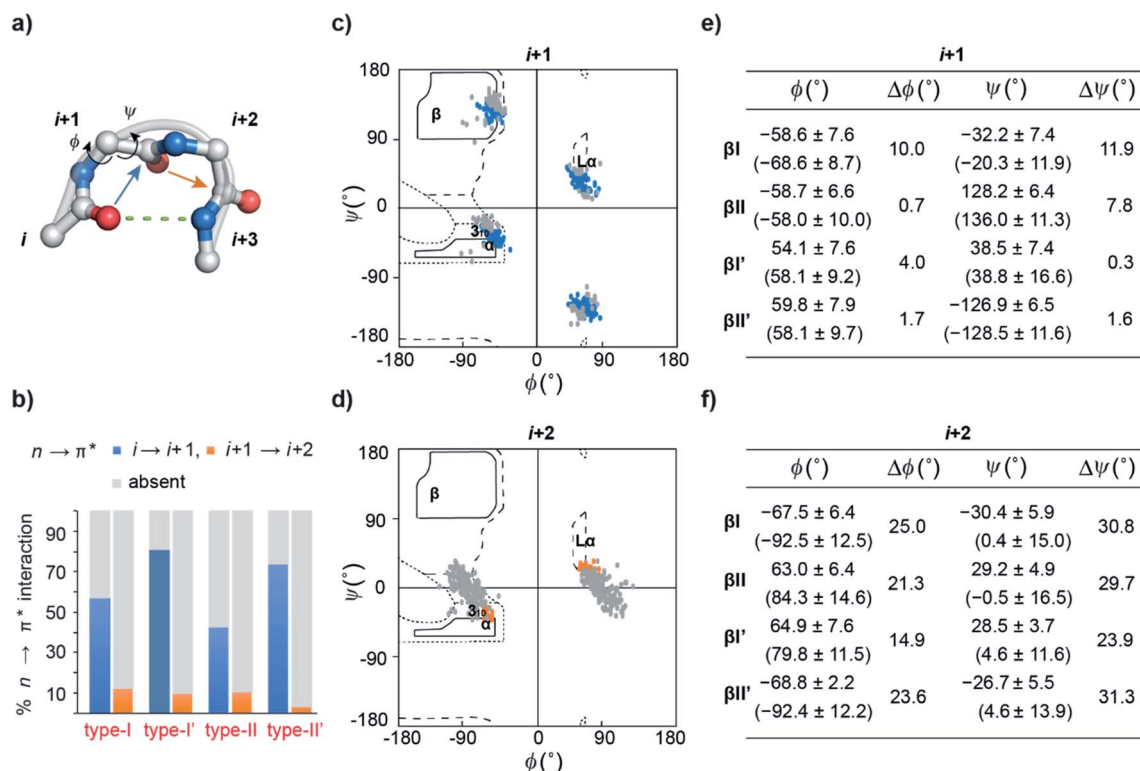 a)
i+1
ψ
i+2
ϕ
i
i+3
b)
n → π* i → i+1, i+1 → i+2
absent
% n → π* interaction
90
70
50
30
10
type-I type-I’ type-II type-II’
c)
i+1
180
90
0
-90
-180
ψ(°)
β
Lα
3₁₀
α
-180 -90 0 90 180
ϕ(°)
d)
i+2
180
90
0
-90
-180
ψ(°)
β
Lα
3₁₀
α
-180 -90 0 90 180
ϕ(°)
e)
i+1
ϕ(°) Δϕ(°) ψ(°) Δψ(°)
βI −58.6 ± 7.6 (−68.6 ± 8.7) 10.0 −32.2 ± 7.4 (−20.3 ± 11.9) 11.9
βII −58.7 ± 6.6 (−58.0 ± 10.0) 0.7 128.2 ± 6.4 (136.0 ± 11.3) 7.8
βI’ 54.1 ± 7.6 (58.1 ± 9.2) 4.0 38.5 ± 7.4 (38.8 ± 16.6) 0.3
βII’ 59.8 ± 7.9 (58.1 ± 9.7) 1.7 −126.9 ± 6.5 (−128.5 ± 11.6) 1.6
f)
i+2
ϕ(°) Δϕ(°) ψ(°) Δψ(°)
βI −67.5 ± 6.4 (−92.5 ± 12.5) 25.0 −30.4 ± 5.9 (0.4 ± 15.0) 30.8
βII 63.0 ± 6.4 (84.3 ± 14.6) 21.3 29.2 ± 4.9 (−0.5 ± 16.5) 29.7
βI’ 64.9 ± 7.6 (79.8 ± 11.5) 14.9 28.5 ± 3.7 (4.6 ± 11.6) 23.9
βII’ −68.8 ± 2.2 (−92.4 ± 12.2) 23.6 −26.7 ± 5.5 (4.6 ± 13.9) 31.3